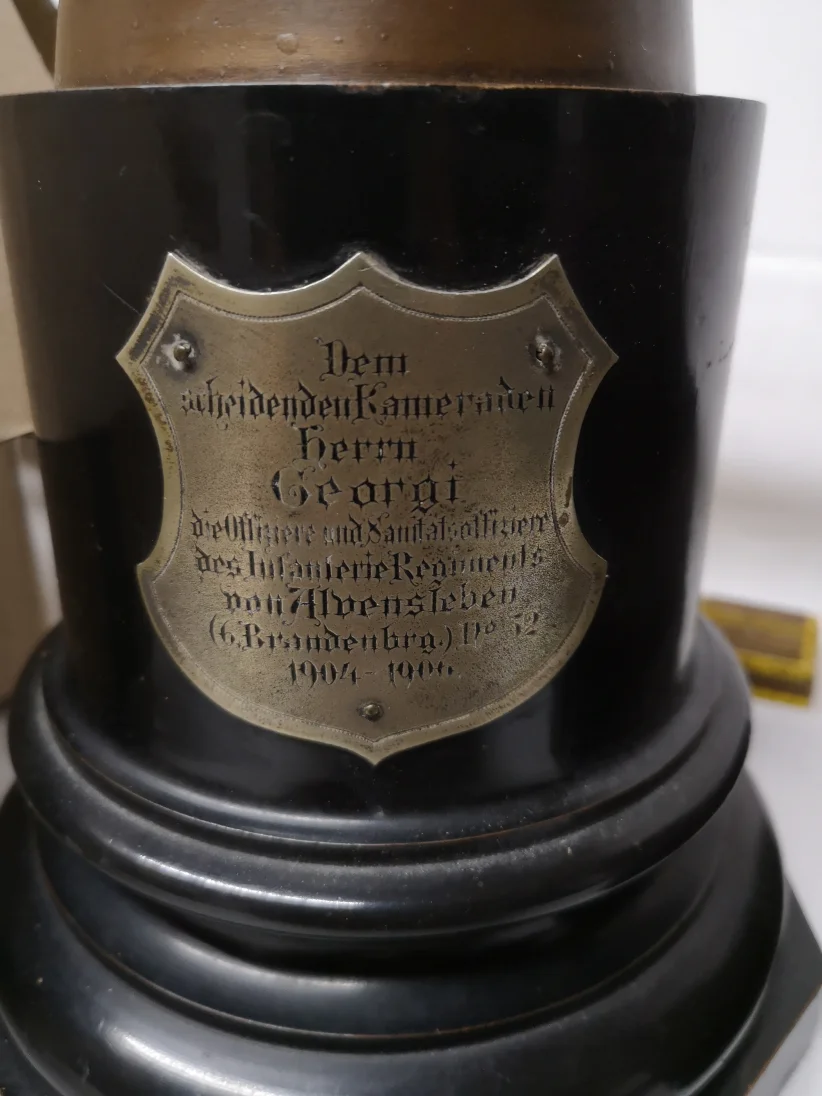 Dem
scheidenden Kameraden
Herrn
Georgi
die Offiziere und Sanitätsoffiziere
des Infanterie Regiments
von Alvensleben
(6. Brandenbrg.) No 52.
1904-1906.